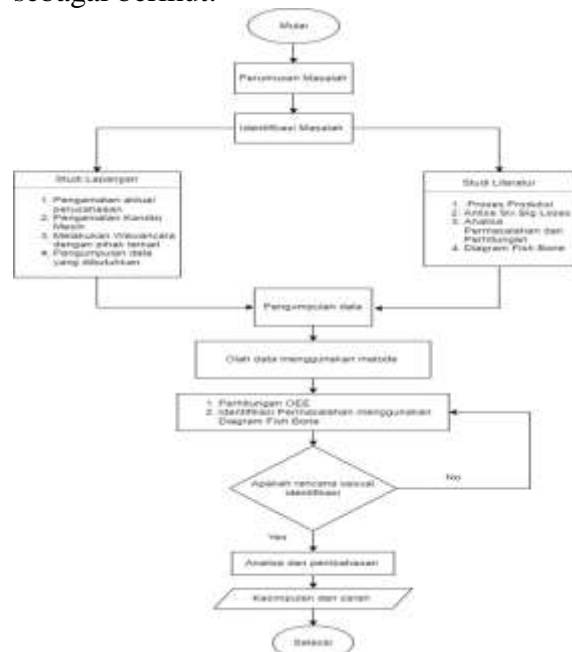 sebagai berikut:
Mulai
Perumusan Masalah
Identifikasi Masalah
Studi Lapangan
1. Pengamatan aktual
perusahaan
2. Pengamatan Kondisi
Mesin
3. Melakukan Wawancara
dengan pihak terkait
4. Pengumpulan data
yang dibutuhkan
Studi Literatur
1. Proses Produksi
2. Six Big Losses
3. Analisa
Permasalahan dan
Perhitungan
4. Diagram Fish Bone
Pengumpulan data
Olah data menggunakan metode
1. Perhitungan OEE
2. Identifikasi Permasalahan menggunakan
Diagram Fish Bone
Apakah rencana sesuai
identifikasi
No
Yes
Analisa dan pembahasan
Kesimpulan dan saran
Selesai